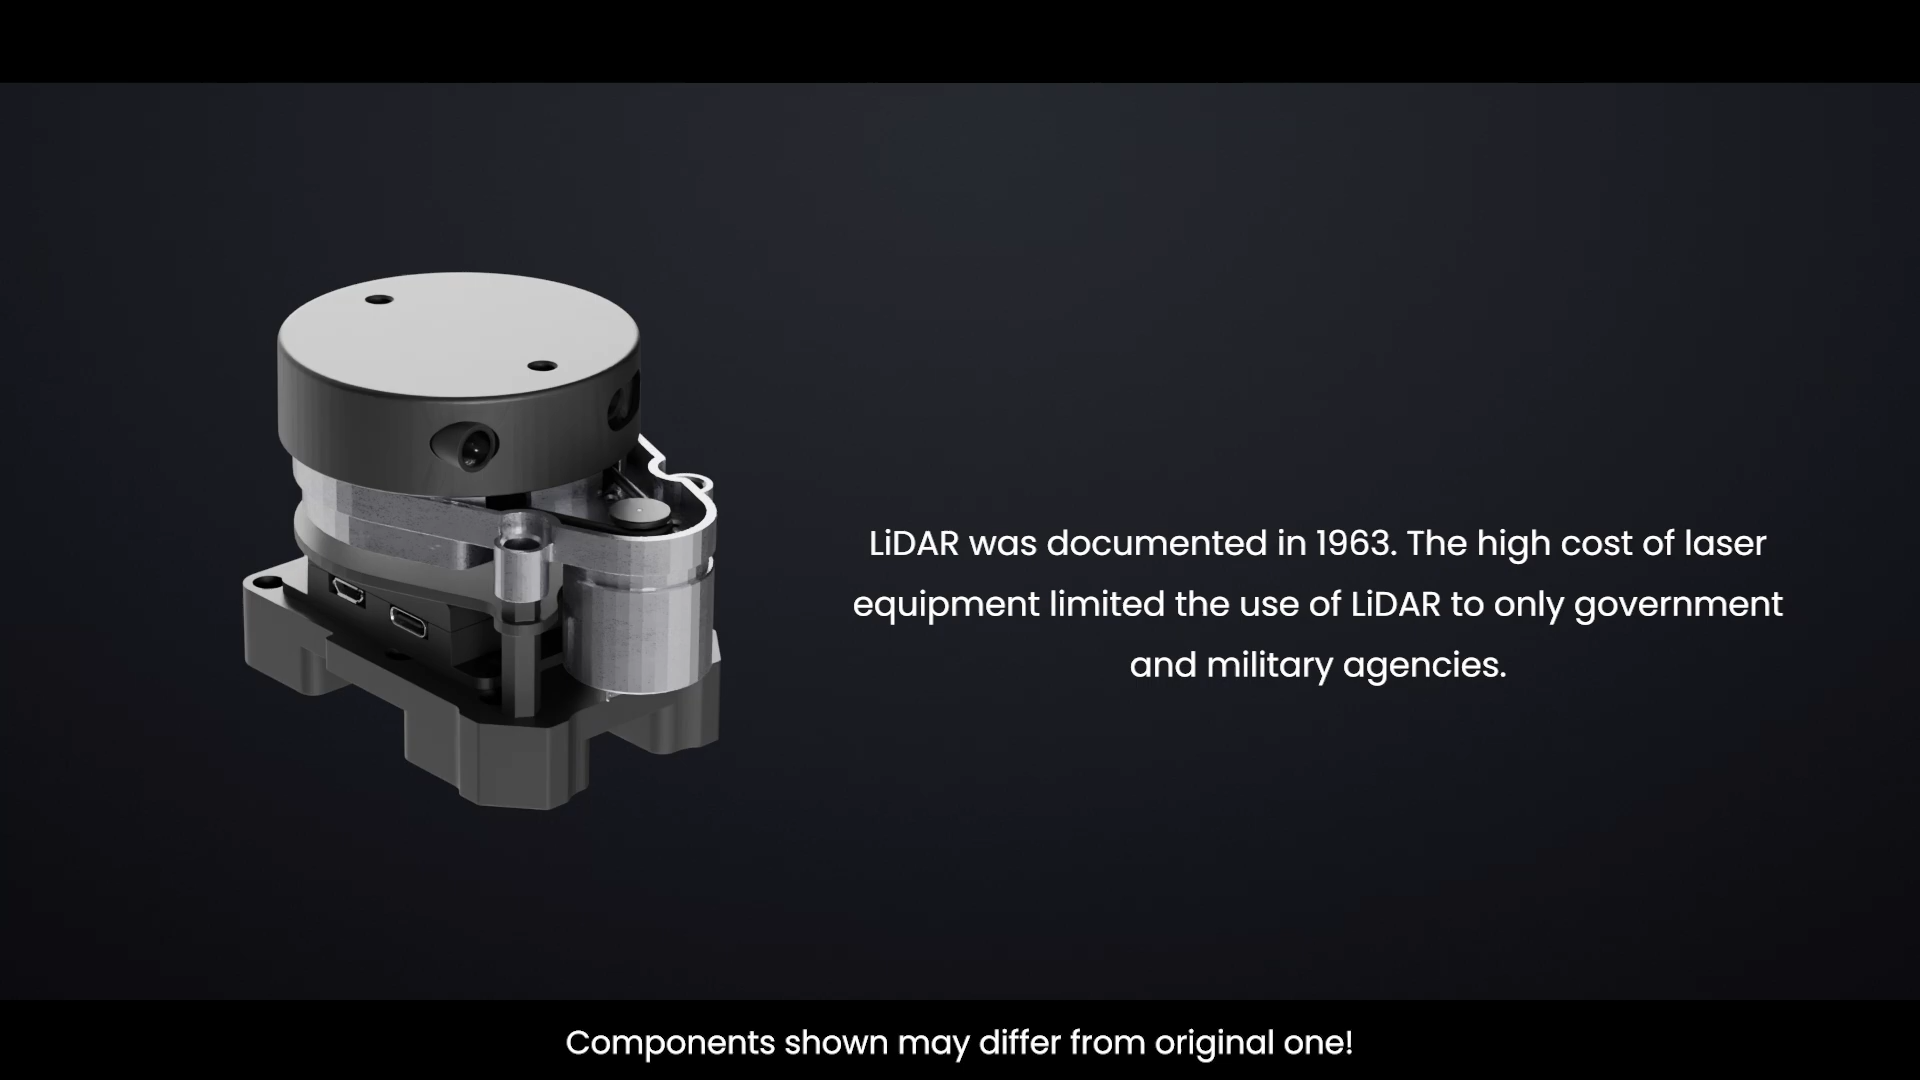 LiDAR was documented in 1963. The high cost of laser
equipment limited the use of LiDAR to only government
and military agencies.
Components shown may differ from original one!